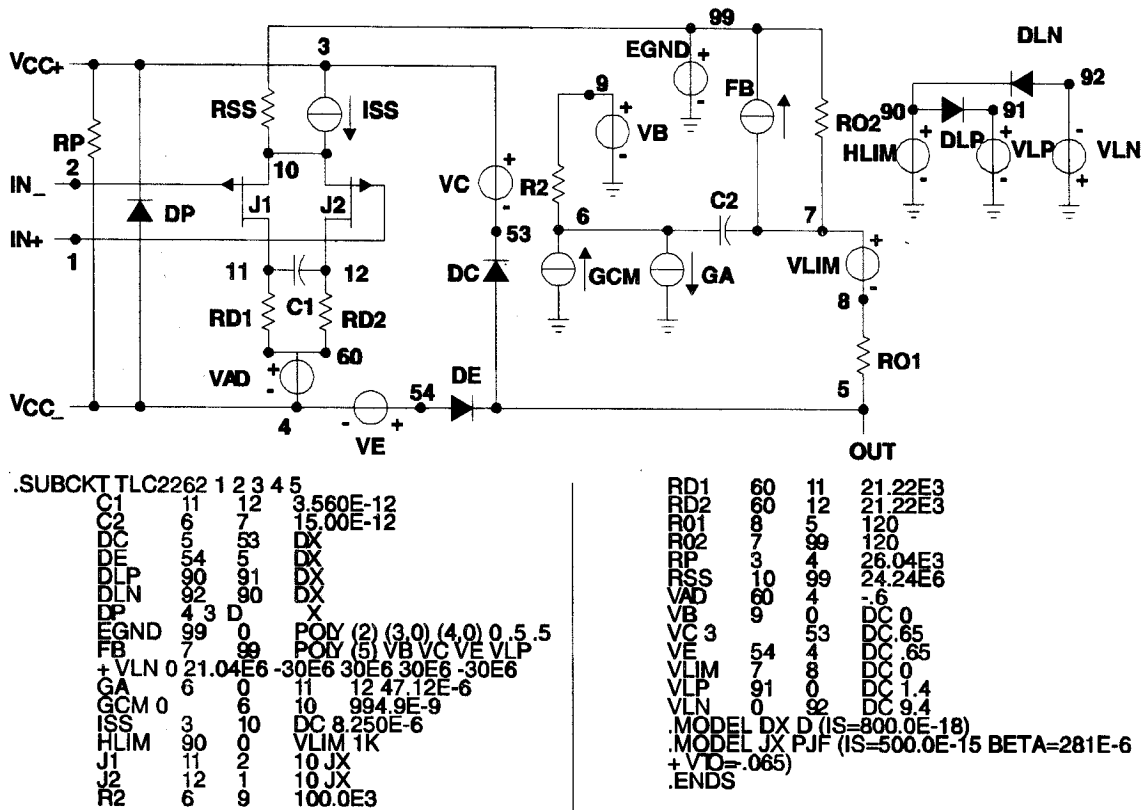 99
3
EGND +
-
DLN
92
VCC+
9
FB
90
91
RSS
ISS
+
VB
-
RO2
+
HLIM
-
DLP
+
VLP
-
-
VLN
+
RP
2
10
IN_
VC
+
-
R2
C2
J1
J2
DP
6
7
IN+
53
1
11
12
DC
GCM
GA
VLIM
+
-
C1
8
RD1
RD2
60
RO1
VAD
+
-
54
DE
5
VCC_
4
-
+
VE
OUT
.SUBCKT TLC2262 1 2 3 4 5
C1 11 12 3.560E-12
C2 6 7 15.00E-12
DC 5 53 DX
DE 54 5 DX
DLP 90 91 DX
DLN 92 90 DX
DP 4 3 D X
EGND 99 0 POLY (2) (3,0) (4,0) 0 .5 .5
FB 7 99 POLY (5) VB VC VE VLP
+ VLN 0 21.04E6 -30E6 30E6 30E6 -30E6
GA 6 0 11 12 47.12E-6
GCM 0 6 10 994.9E-9
ISS 3 10 DC 8.250E-6
HLIM 90 0 VLIM 1K
J1 11 2 10 JX
J2 12 1 10 JX
R2 6 9 100.0E3
RD1 60 11 21.22E3
RD2 60 12 21.22E3
R01 8 5 120
R02 7 99 120
RP 3 4 26.04E3
RSS 10 99 24.24E6
VAD 60 4 -.6
VB 9 0 DC 0
VC 3 53 DC .65
VE 54 4 DC .65
VLIM 7 8 DC 0
VLP 91 0 DC 1.4
VLN 0 92 DC 9.4
.MODEL DX D (IS=800.0E-18)
.MODEL JX PJF (IS=500.0E-15 BETA=281E-6
+ VTO=-.065)
.ENDS